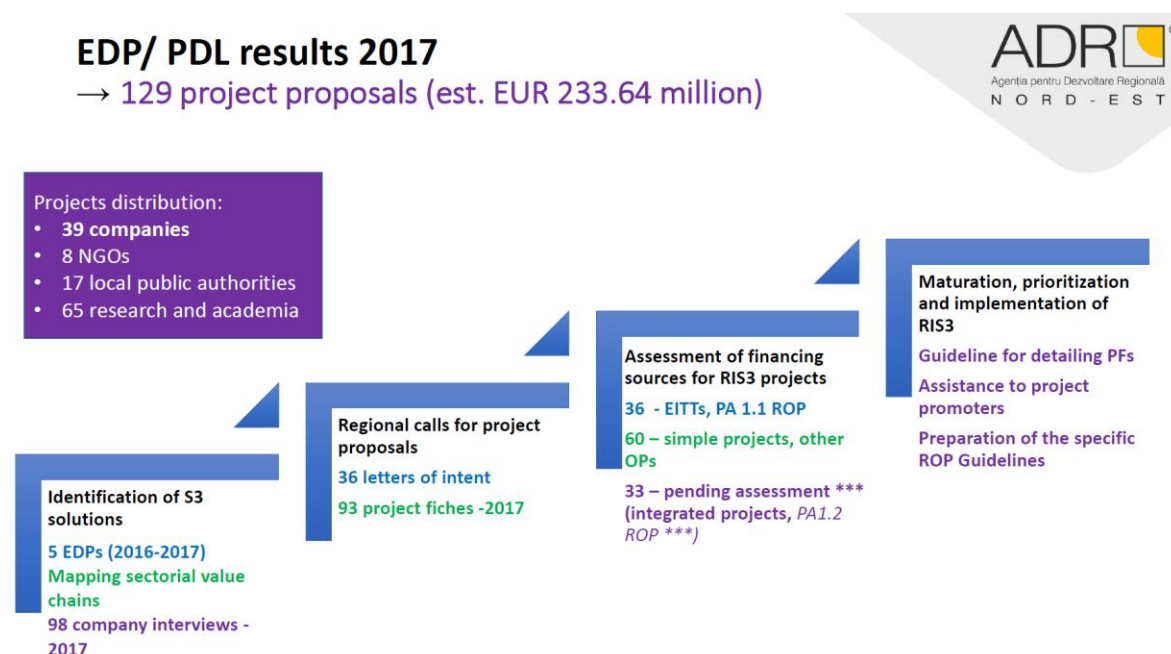 EDP/ PDL results 2017
→ 129 project proposals (est. EUR 233.64 million)
ADR
Agenția pentru Dezvoltare Regională
NORD-EST
Projects distribution:
• 39 companies
• 8 NGOs
• 17 local public authorities
• 65 research and academia
Identification of S3
solutions
5 EDPs (2016-2017)
Mapping sectorial value
chains
98 company interviews -
2017
Regional calls for project
proposals
36 letters of intent
93 project fiches -2017
Assessment of financing
sources for RIS3 projects
36 - EITTs, PA 1.1 ROP
60 – simple projects, other
OPs
33 – pending assessment ***
(integrated projects, PA1.2
ROP ***)
Maturation, prioritization
and implementation of
RIS3
Guideline for detailing PFs
Assistance to project
promoters
Preparation of the specific
ROP Guidelines